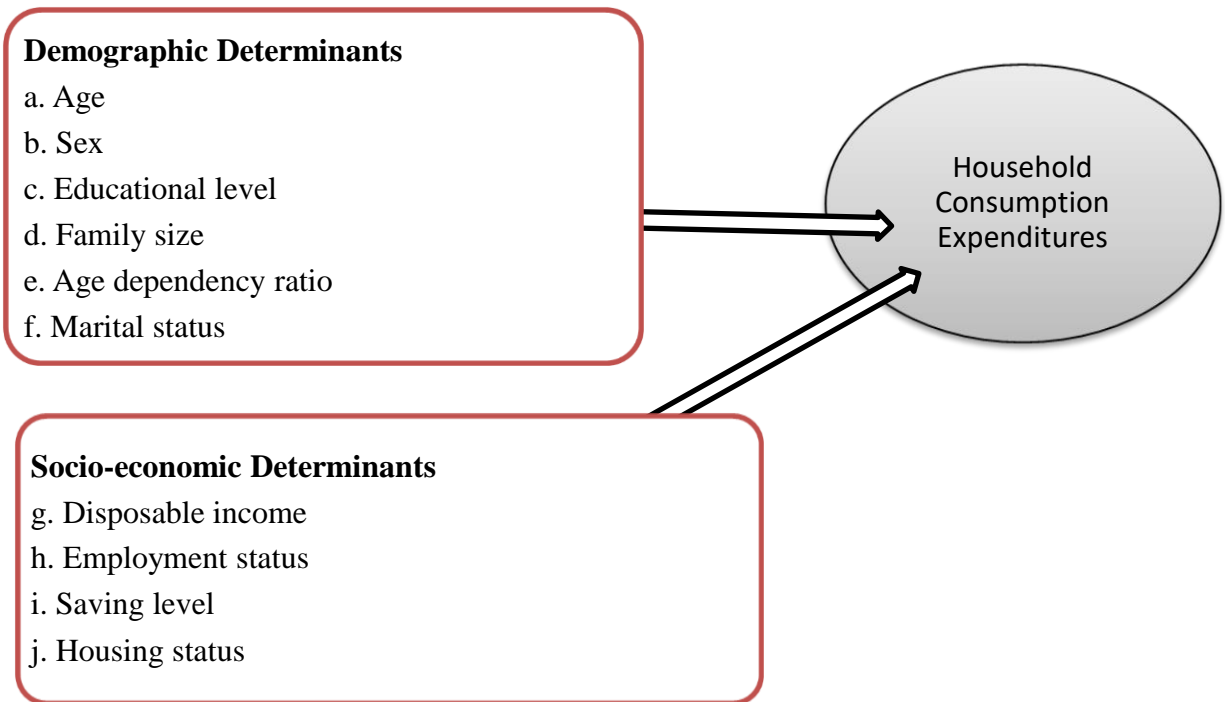 Demographic Determinants
a. Age
b. Sex
c. Educational level
d. Family size
e. Age dependency ratio
f. Marital status
Household
Consumption
Expenditures
Socio-economic Determinants
g. Disposable income
h. Employment status
i. Saving level
j. Housing status